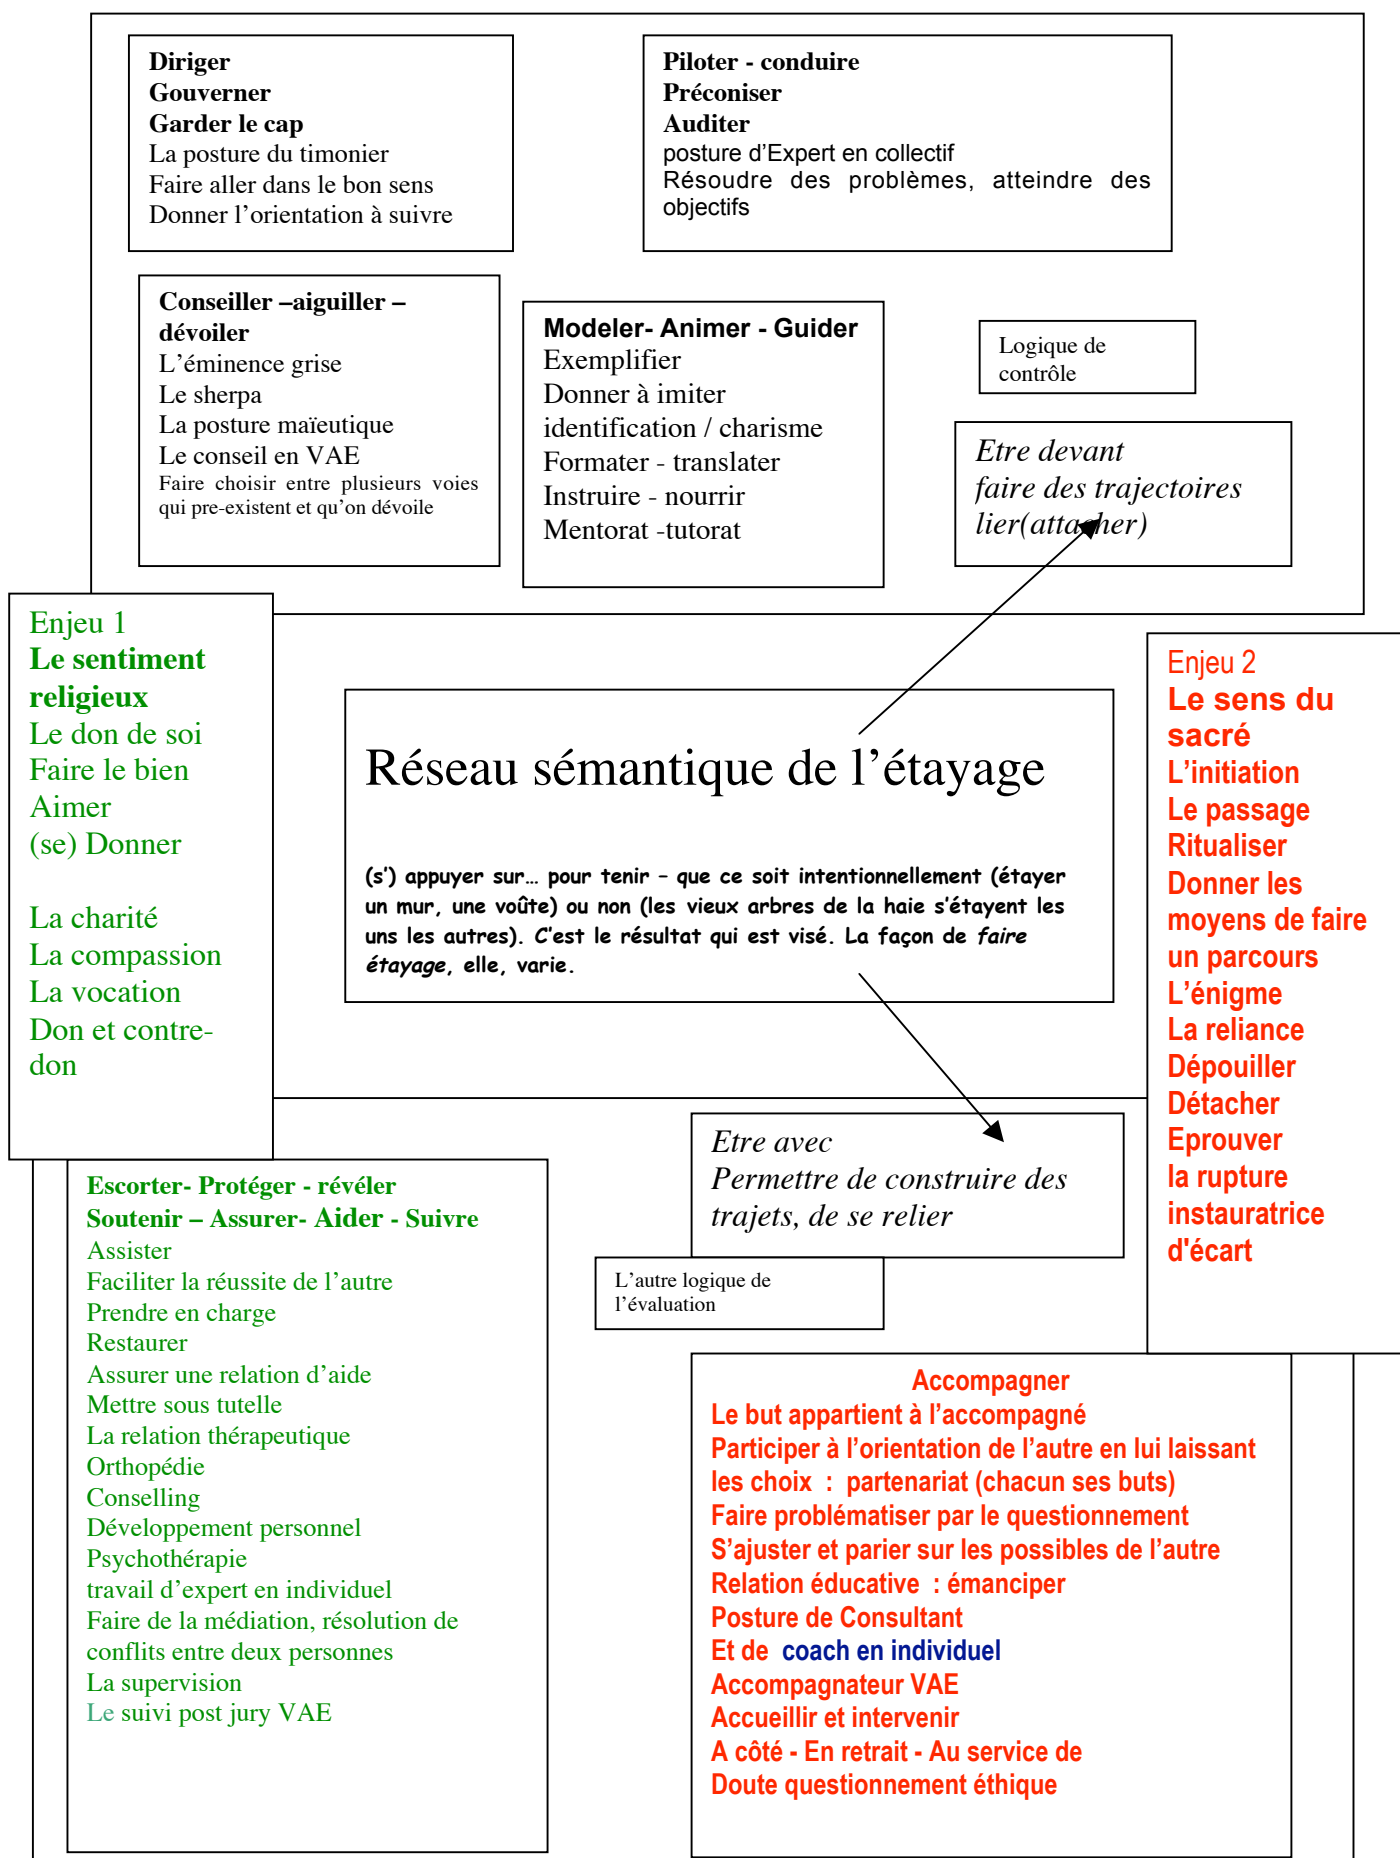 Diriger
Gouverner
Garder le cap
La posture du timonier
Faire aller dans le bon sens
Donner l’orientation à suivre
Piloter - conduire
Préconiser
Auditer
posture d’Expert en collectif
Résoudre des problèmes, atteindre des
objectifs
Conseiller –aiguiller –
dévoiler
L’éminence grise
Le sherpa
La posture maïeutique
Le conseil en VAE
Faire choisir entre plusieurs voies
qui pre-existent et qu’on dévoile
Modeler- Animer - Guider
Exemplifier
Donner à imiter
identification / charisme
Formater - translater
Instruire - nourrir
Mentorat -tutorat
Logique de
contrôle
Etre devant
faire des trajectoires
lier(attacher)
Enjeu 1
Le sentiment
religieux
Le don de soi
Faire le bien
Aimer
(se) Donner
La charité
La compassion
La vocation
Don et contre-
don
Réseau sémantique de l’étayage
(s’) appuyer sur… pour tenir – que ce soit intentionnellement (étayer
un mur, une voûte) ou non (les vieux arbres de la haie s’étayent les
uns les autres). C’est le résultat qui est visé. La façon de faire
étayage, elle, varie.
Enjeu 2
Le sens du
sacré
L’initiation
Le passage
Ritualiser
Donner les
moyens de faire
un parcours
L’énigme
La reliance
Dépouiller
Détacher
Eprouver
la rupture
instauratrice
d'écart
Etre avec
Permettre de construire des
trajets, de se relier
L’autre logique de
l’évaluation
Escorter- Protéger - révéler
Soutenir – Assurer- Aider - Suivre
Assister
Faciliter la réussite de l’autre
Prendre en charge
Restaurer
Assurer une relation d’aide
Mettre sous tutelle
La relation thérapeutique
Orthopédie
Conselling
Développement personnel
Psychothérapie
travail d’expert en individuel
Faire de la médiation, résolution de
conflits entre deux personnes
La supervision
Le suivi post jury VAE
Accompagner
Le but appartient à l’accompagné
Participer à l’orientation de l’autre en lui laissant
les choix : partenariat (chacun ses buts)
Faire problématiser par le questionnement
S’ajuster et parier sur les possibles de l’autre
Relation éducative : émanciper
Posture de Consultant
Et de coach en individuel
Accompagnateur VAE
Accueillir et intervenir
A côté - En retrait - Au service de
Doute questionnement éthique